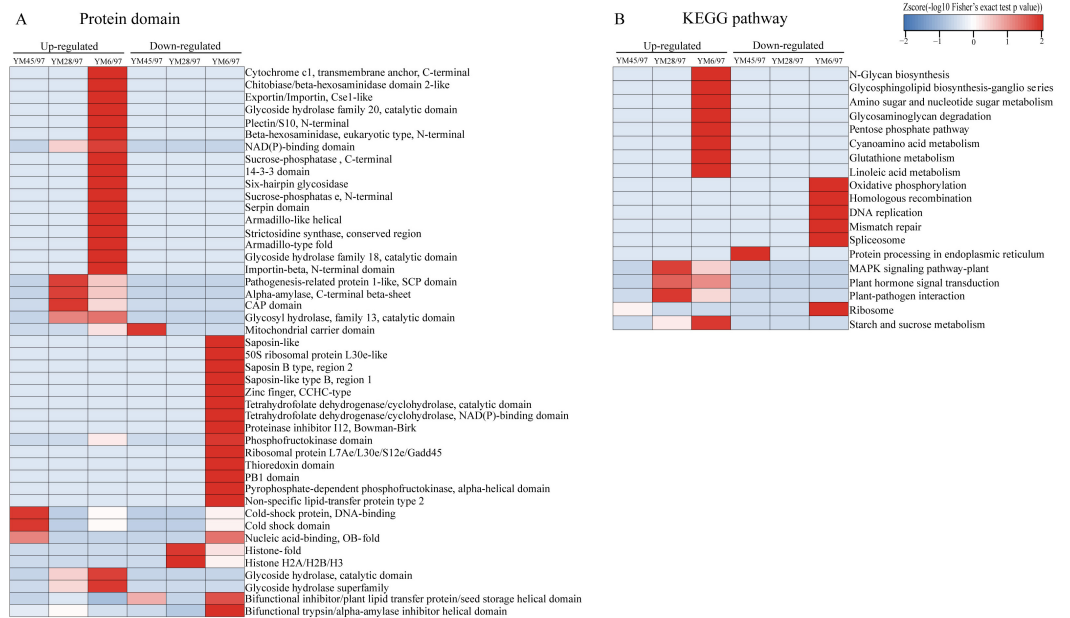 A
Protein domain
Up-regulated
Down-regulated
YM45/97 YM28/97 YM6/97 YM45/97 YM28/97 YM6/97
Cytochrome c1, transmembrane anchor, C-terminal
Chitobiase/beta-hexosaminidase domain 2-like
Exportin/Importin, Cse1-like
Glycoside hydrolase family 20, catalytic domain
Plectin/S10, N-terminal
Beta-hexosaminidase, eukaryotic type, N-terminal
NAD(P)-binding domain
Sucrose-phosphatase , C-terminal
14-3-3 domain
Six-hairpin glycosidase
Sucrose-phosphatas e, N-terminal
Serpin domain
Armadillo-like helical
Strictosidine synthase, conserved region
Armadillo-type fold
Glycoside hydrolase family 18, catalytic domain
Importin-beta, N-terminal domain
Pathogenesis-related protein 1-like, SCP domain
Alpha-amylase, C-terminal beta-sheet
CAP domain
Glycosyl hydrolase, family 13, catalytic domain
Mitochondrial carrier domain
Saposin-like
50S ribosomal protein L30e-like
Saposin B type, region 2
Saposin-like type B, region 1
Zinc finger, CCHC-type
Tetrahydrofolate dehydrogenase/cyclohydrolase, catalytic domain
Tetrahydrofolate dehydrogenase/cyclohydrolase, NAD(P)-binding domain
Proteinase inhibitor I12, Bowman-Birk
Phosphofructokinase domain
Ribosomal protein L7Ae/L30e/S12e/Gadd45
Thioredoxin domain
PB1 domain
Pyrophosphate-dependent phosphofructokinase, alpha-helical domain
Non-specific lipid-transfer protein type 2
Cold-shock protein, DNA-binding
Cold shock domain
Nucleic acid-binding, OB-fold
Histone-fold
Histone H2A/H2B/H3
Glycoside hydrolase, catalytic domain
Glycoside hydrolase superfamily
Bifunctional inhibitor/plant lipid transfer protein/seed storage helical domain
Bifunctional trypsin/alpha-amylase inhibitor helical domain
B
KEGG pathway
Zscore(-log10 Fisher's exact test p value))
−2 −1 0 1 2
Up-regulated
Down-regulated
YM45/97 YM28/97 YM6/97 YM45/97 YM28/97 YM6/97
N-Glycan biosynthesis
Glycosphingolipid biosynthesis-ganglio series
Amino sugar and nucleotide sugar metabolism
Glycosaminoglycan degradation
Pentose phosphate pathway
Cyanoamino acid metabolism
Glutathione metabolism
Linoleic acid metabolism
Oxidative phosphorylation
Homologous recombination
DNA replication
Mismatch repair
Spliceosome
Protein processing in endoplasmic reticulum
MAPK signaling pathway-plant
Plant hormone signal transduction
Plant-pathogen interaction
Ribosome
Starch and sucrose metabolism